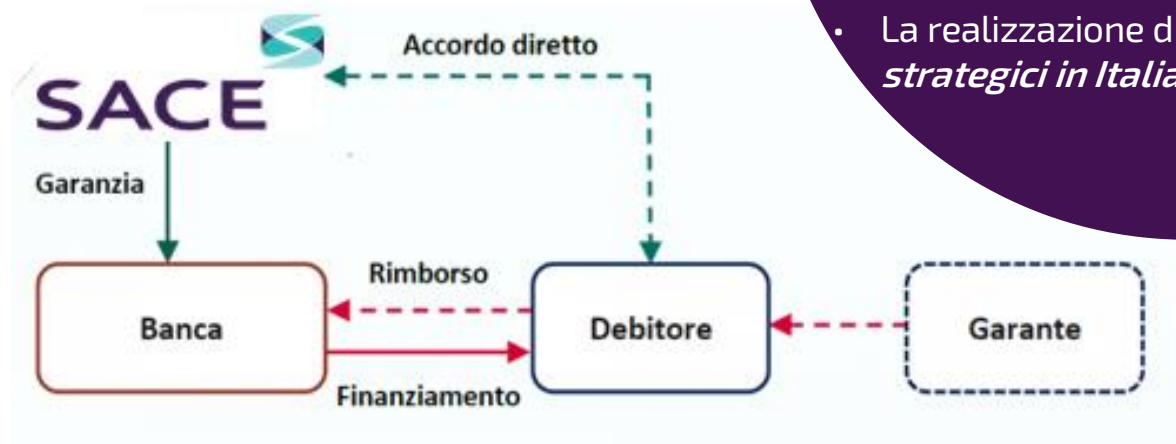 • La realizzazione d
strategici in Italia
Accordo diretto
SACE
Garanzia
Rimborso
Banca
Debitore
Garante
Finanziamento